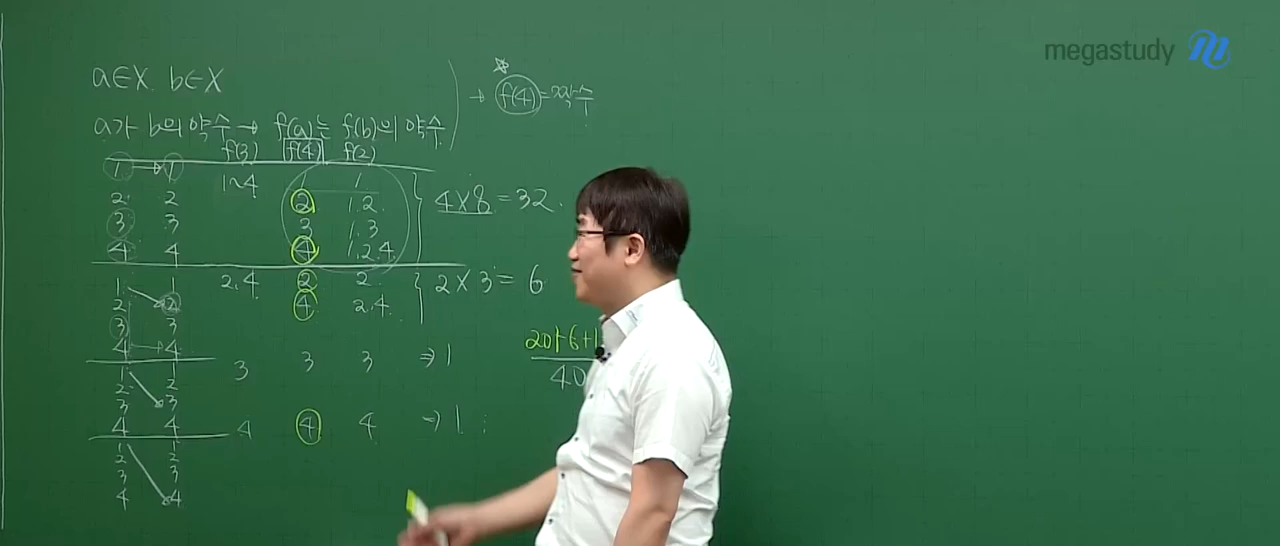 megastudy
a∈X b∈X
a가 b의 약수 → f(a)는 f(b)의 약수
→ f(4)=짝수
f(3) f(4) f(2)
1 → 1 1~4 1
2 2 2 1.2. 4×8 = 32.
3 3 3 1.3
4 4 4 1.2.4
1 1 2,4. 2 2. 2×3 = 6
2 2 4 2.4.
3 3
4 → 4
20+6+1
40
3 3 3 ⇒ 1
1 1
2 2
3 3
4 4 4 4 4 ⇒ 1
1 1
2 2
3 3
4 4